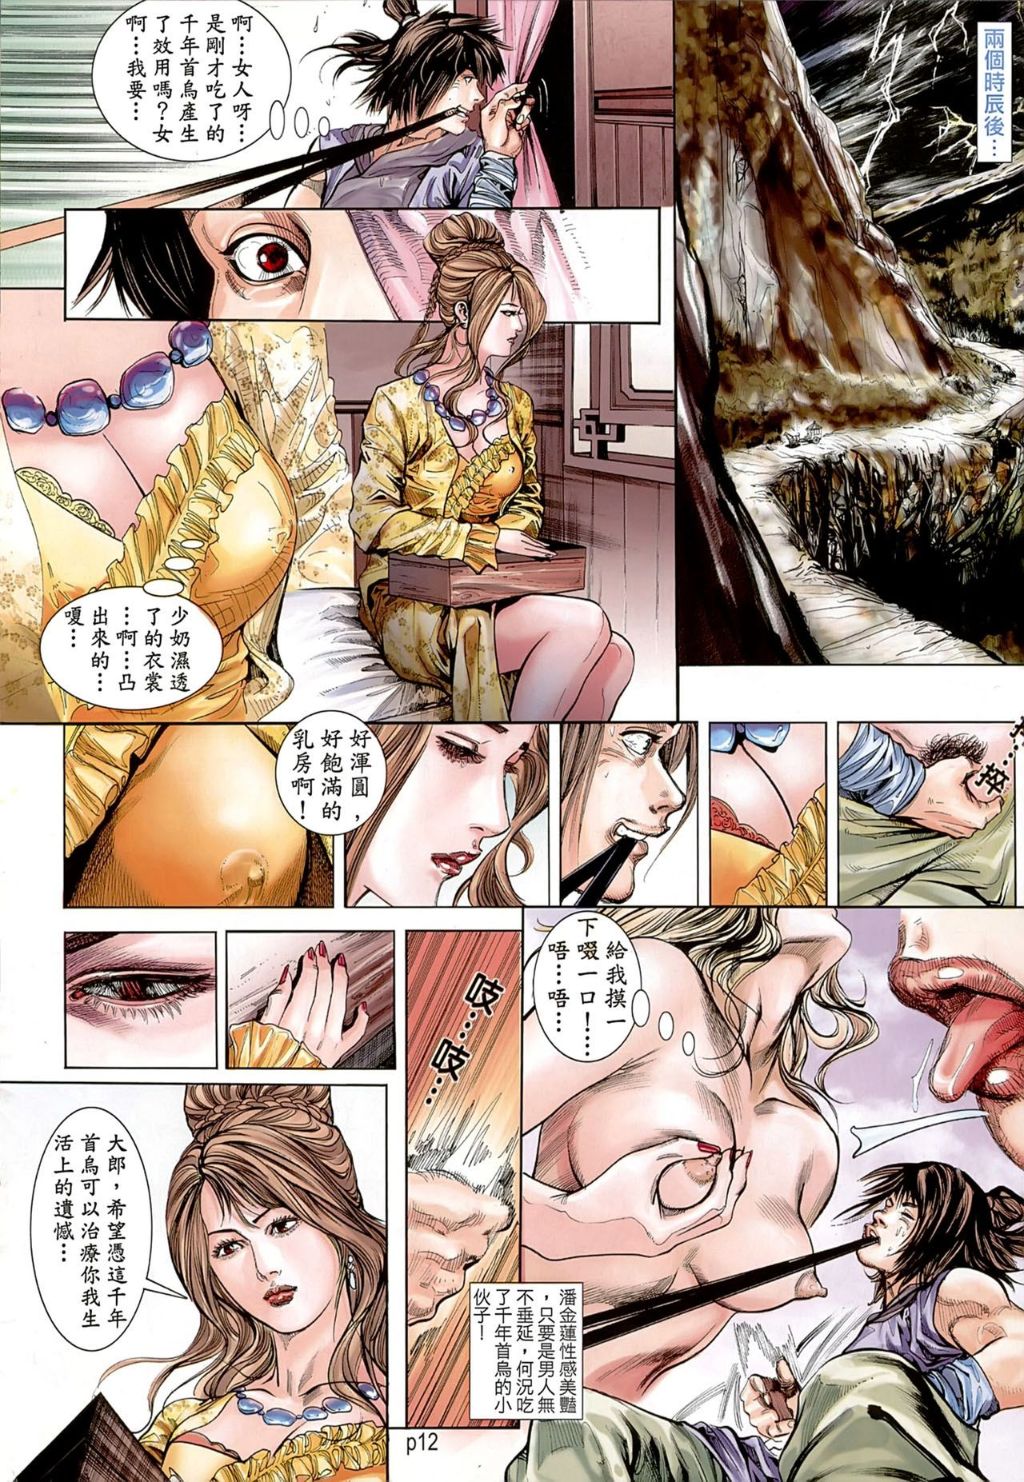 兩個時辰後…
啊…女人呀…
是剛才吃了的
千年首烏產生
了效用嗎？女
啊…我要…
少奶濕透
了的衣裳
…啊…凸
出來的…
嗄…
捽
好渾圓，
好飽滿的
乳房啊！
給我摸一
下啜一口！…
唔…唔…
吱…吱…
大郎，希望憑這千年
首烏可以治療你我生
活上的遺憾…
潘金蓮性感美艷
，只要是男人無
不垂延，何況吃
了千年首烏的小
伙子！
p12